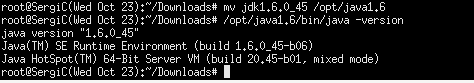 root@SergiC(Wed Oct 23):~/Downloads# mv jdk1.6.0_45 /opt/java1.6
root@SergiC(Wed Oct 23):~/Downloads# /opt/java1.6/bin/java -version
java version "1.6.0_45"
Java(TM) SE Runtime Environment (build 1.6.0_45-b06)
Java HotSpot(TM) 64-Bit Server VM (build 20.45-b01, mixed mode)
root@SergiC(Wed Oct 23):~/Downloads#